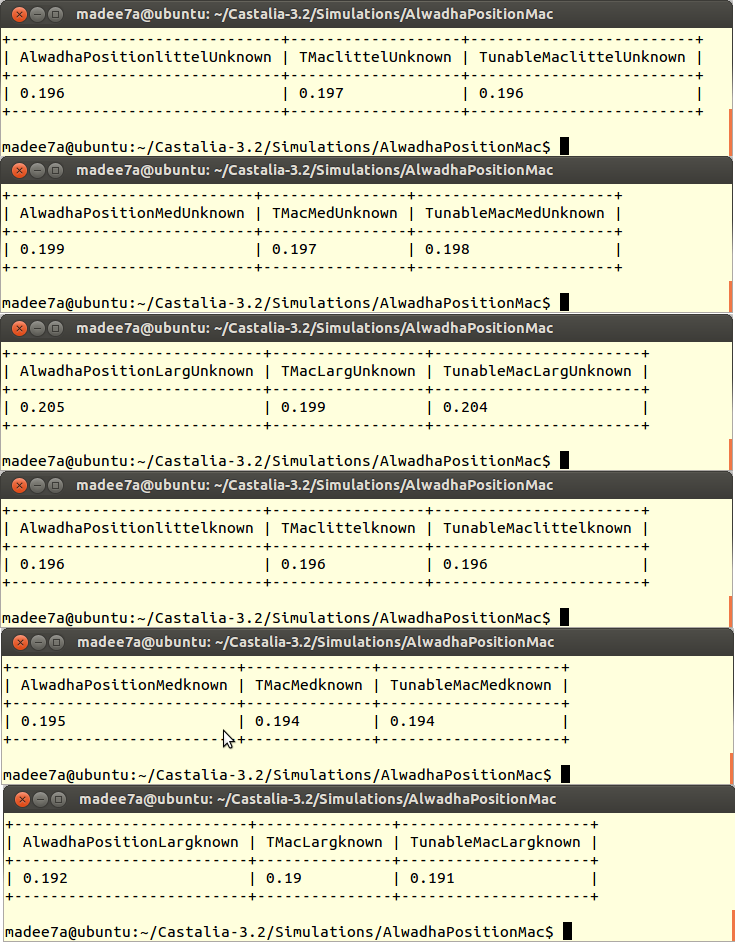 madee7a@ubuntu: ~/Castalia-3.2/Simulations/AlwadhaPositionMac
+------------------------------+-------------------+-------------------------+
| AlwadhaPositionlittelUnknown | TMaclittelUnknown | TunableMaclittelUnknown |
+------------------------------+-------------------+-------------------------+
| 0.196 | 0.197 | 0.196 |
+------------------------------+-------------------+-------------------------+
madee7a@ubuntu:~/Castalia-3.2/Simulations/AlwadhaPositionMac$
madee7a@ubuntu: ~/Castalia-3.2/Simulations/AlwadhaPositionMac
+---------------------------+----------------+----------------------+
| AlwadhaPositionMedUnknown | TMacMedUnknown | TunableMacMedUnknown |
+---------------------------+----------------+----------------------+
| 0.199 | 0.197 | 0.198 |
+---------------------------+----------------+----------------------+
madee7a@ubuntu:~/Castalia-3.2/Simulations/AlwadhaPositionMac$
madee7a@ubuntu: ~/Castalia-3.2/Simulations/AlwadhaPositionMac
+----------------------------+-----------------+-----------------------+
| AlwadhaPositionLargUnknown | TMacLargUnknown | TunableMacLargUnknown |
+----------------------------+-----------------+-----------------------+
| 0.205 | 0.199 | 0.204 |
+----------------------------+-----------------+-----------------------+
madee7a@ubuntu:~/Castalia-3.2/Simulations/AlwadhaPositionMac$
madee7a@ubuntu: ~/Castalia-3.2/Simulations/AlwadhaPositionMac
+----------------------------+-----------------+-----------------------+
| AlwadhaPositionlittelknown | TMaclittelknown | TunableMaclittelknown |
+----------------------------+-----------------+-----------------------+
| 0.196 | 0.196 | 0.196 |
+----------------------------+-----------------+-----------------------+
madee7a@ubuntu:~/Castalia-3.2/Simulations/AlwadhaPositionMac$
madee7a@ubuntu: ~/Castalia-3.2/Simulations/AlwadhaPositionMac
+-------------------------+--------------+--------------------+
| AlwadhaPositionMedknown | TMacMedknown | TunableMacMedknown |
+-------------------------+--------------+--------------------+
| 0.195 | 0.194 | 0.194 |
+-------------------------+--------------+--------------------+
madee7a@ubuntu:~/Castalia-3.2/Simulations/AlwadhaPositionMac$
madee7a@ubuntu: ~/Castalia-3.2/Simulations/AlwadhaPositionMac
+--------------------------+---------------+---------------------+
| AlwadhaPositionLargknown | TMacLargknown | TunableMacLargknown |
+--------------------------+---------------+---------------------+
| 0.192 | 0.19 | 0.191 |
+--------------------------+---------------+---------------------+
madee7a@ubuntu:~/Castalia-3.2/Simulations/AlwadhaPositionMac$